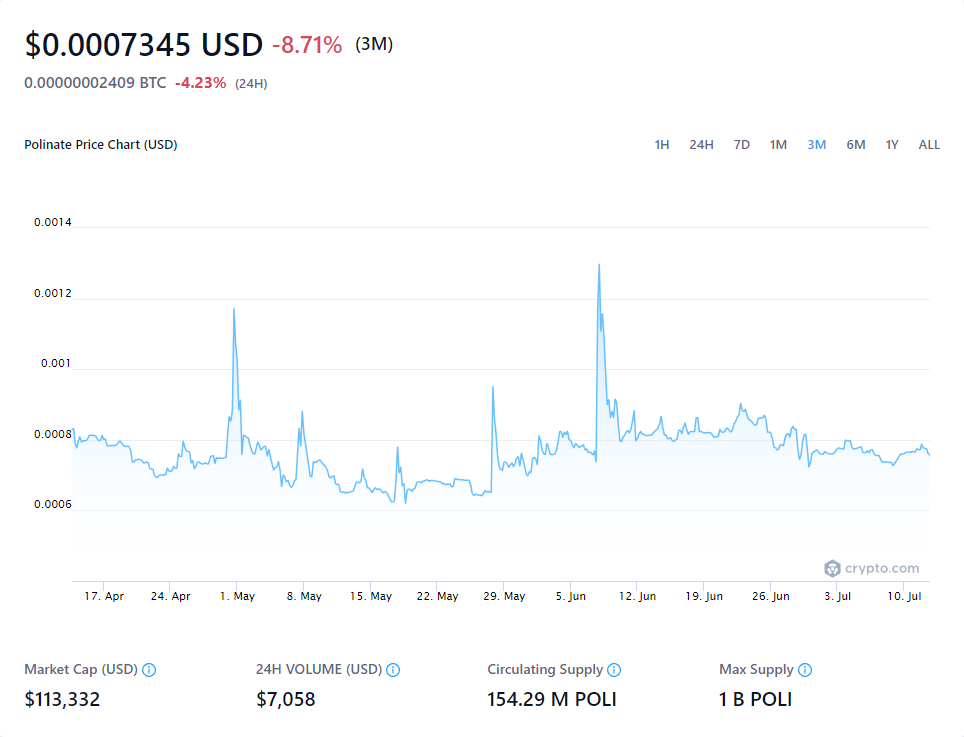 $0.0007345 USD -8.71% (3M)
0.00000002409 BTC -4.23% (24H)
Polinate Price Chart (USD) 1H 24H 7D 1M 3M 6M 1Y ALL
0.0014
0.0012
0.001
0.0008
0.0006
crypto.com
17. Apr 24. Apr 1. May 8. May 15. May 22. May 29. May 5. Jun 12. Jun 19. Jun 26. Jun 3. Jul 10. Jul
Market Cap (USD) 24H VOLUME (USD) Circulating Supply Max Supply
$113,332 $7,058 154.29 M POLI 1 B POLI